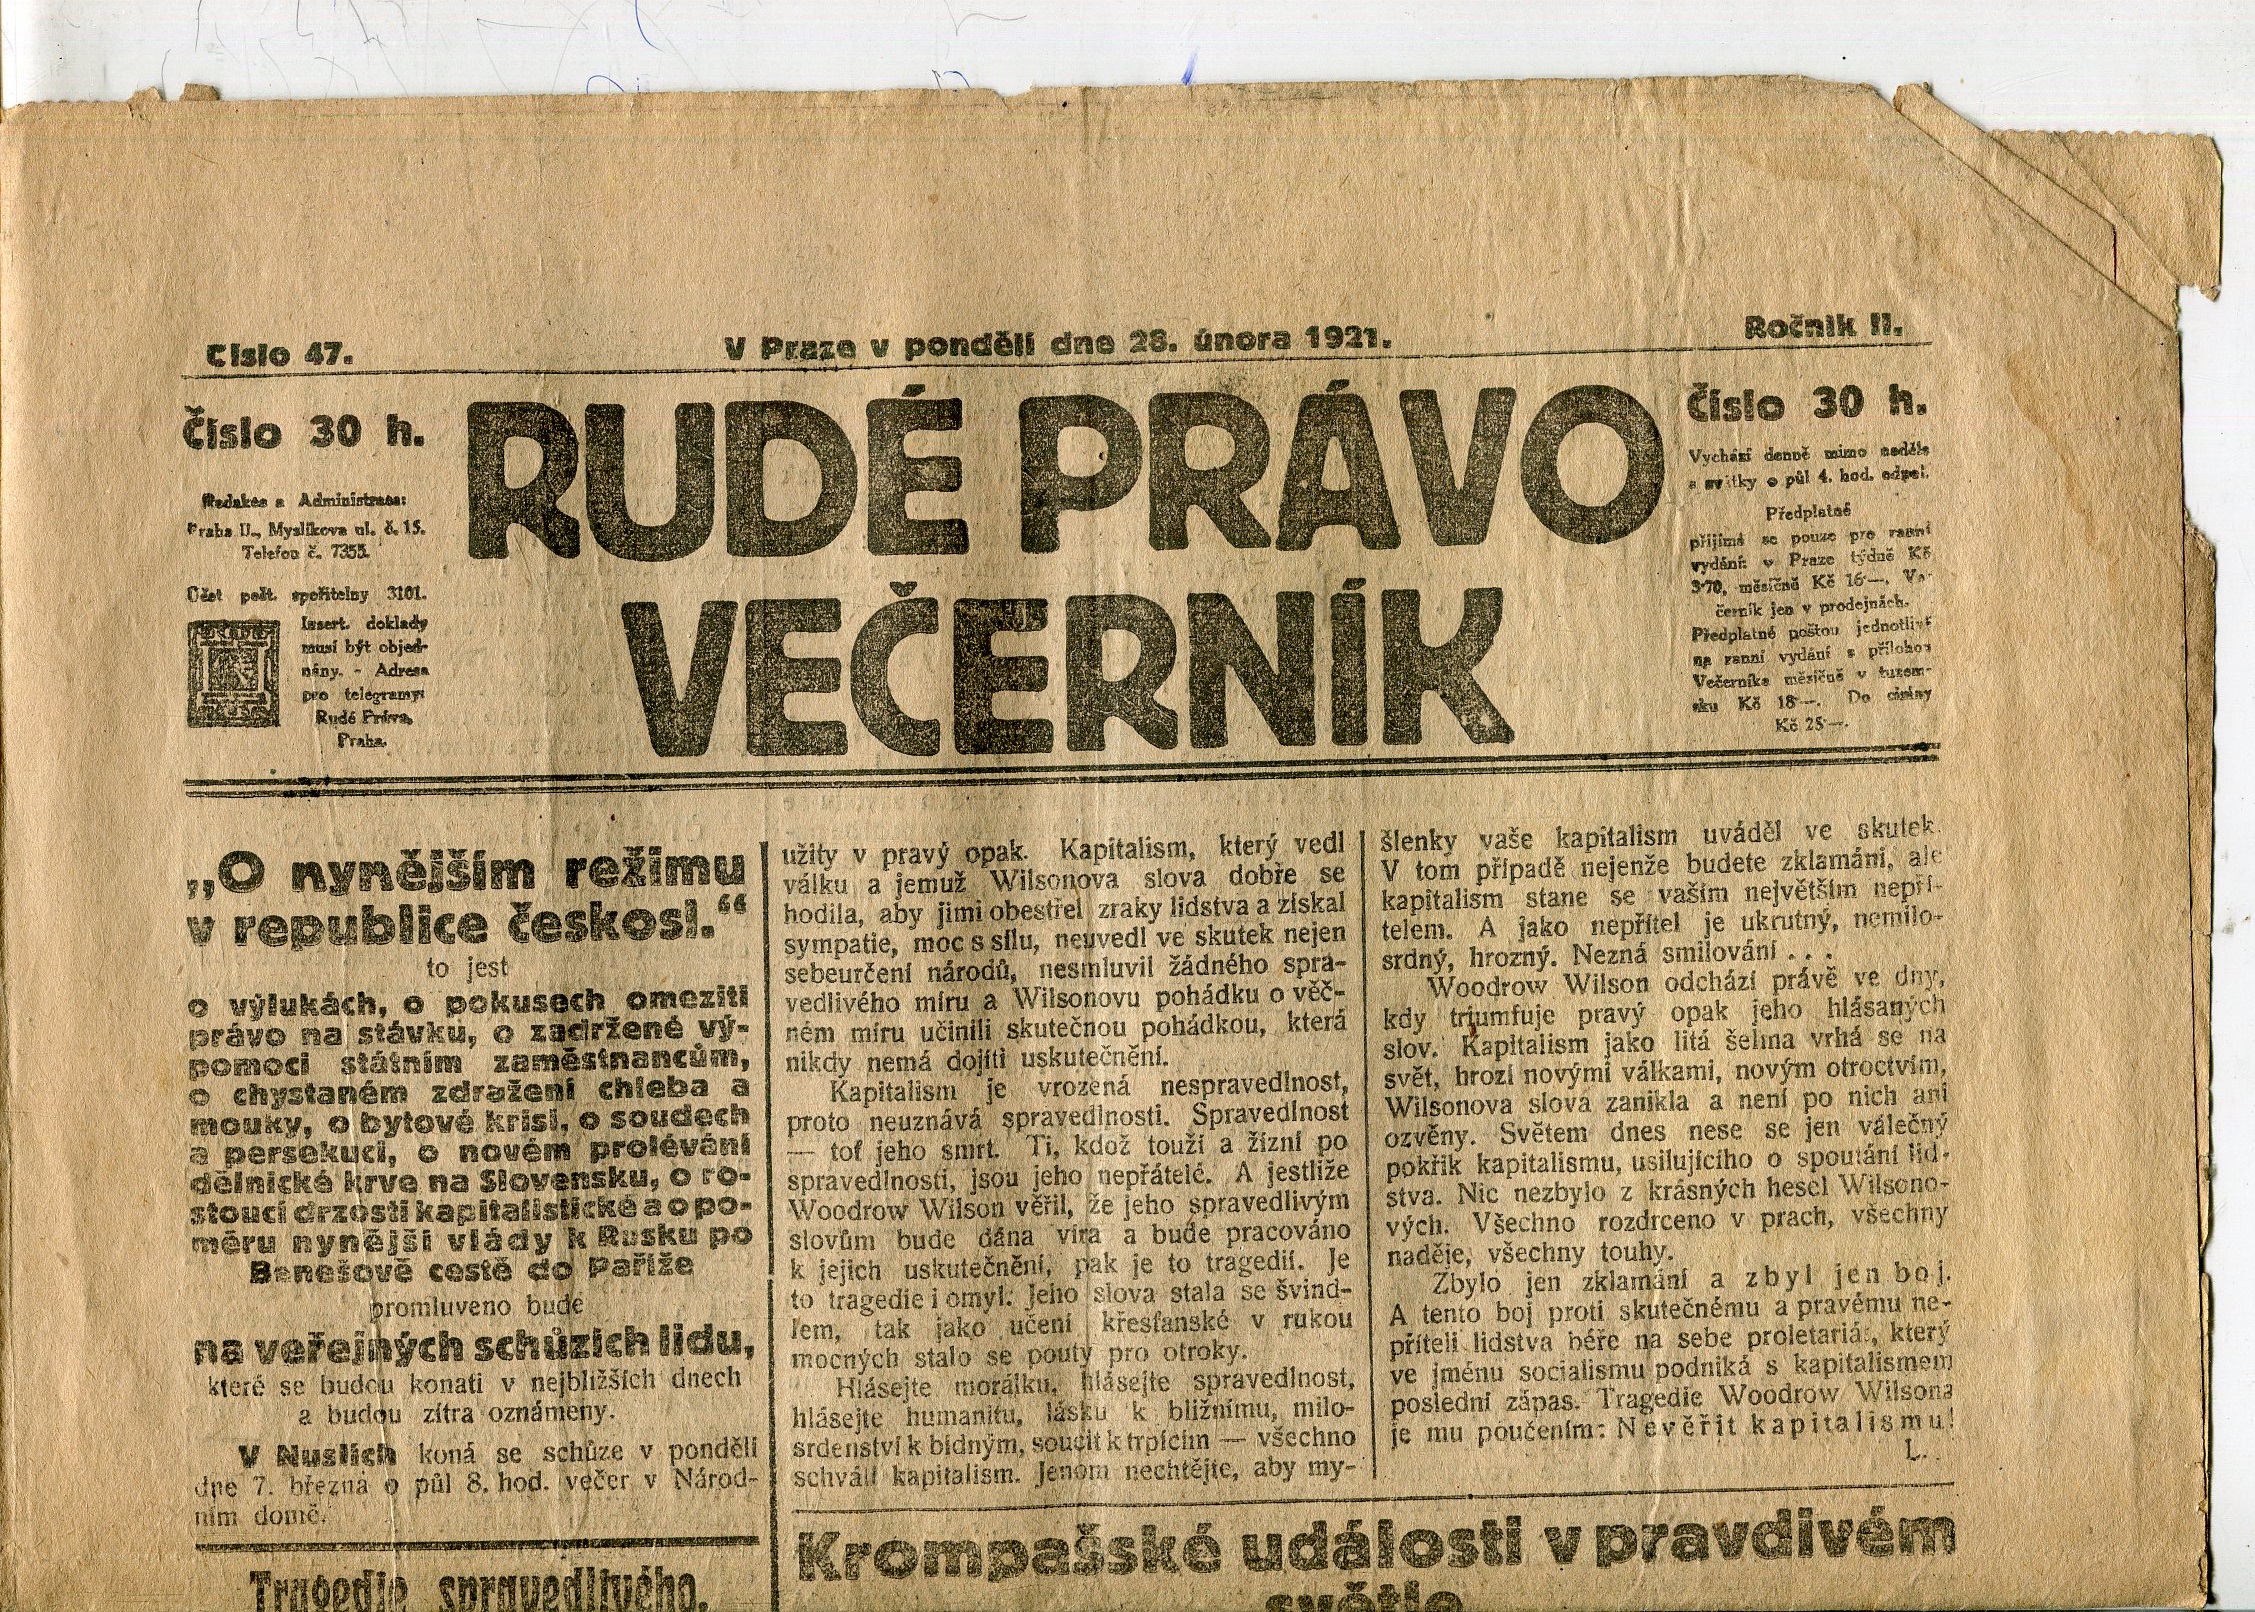 Číslo 47.
V Praze v pondělí dne 28. února 1921.
Ročník II.
Číslo 30 h.
Redakce a Administrace:
Praha II., Myslíkova ul. č. 15.
Telefon č. 7355.
Účet pošt. spořitelny 3101.
Insert. doklady
musí být objed-
nány. - Adresa
pro telegramy:
Rudé Právo,
Praha.
RUDÉ PRÁVO
VEČERNÍK
Číslo 30 h.
Vychází denně mimo neděle
a svátky o půl 4. hod. odpol.
Předplatné
přijímá se pouze pro ranní
vydání: v Praze týdně Kč
3·70, měsíčně Kč 16—. Ve-
černík jen v prodejnách.
Předplatné poštou jednotlivě
na ranní vydání s přílohou
Večerníka měsíčně v tuzem-
sku Kč 18—. Do ciziny
Kč 25—.
„O nynějším režimu
v republice českosl.“
to jest
o výlukách, o pokusech omeziti
právo na stávku, o zadržené vý-
pomoci státním zaměstnancům,
o chystaném zdražení chleba a
mouky, o bytové krisi, o soudech
a persekuci, o novém prolévání
dělnické krve na Slovensku, o ro-
stoucí drzosti kapitalistické a o po-
měru nynější vlády k Rusku po
Benešově cestě do Paříže
promluveno bude
na veřejných schůzích lidu,
které se budou konati v nejbližších dnech
a budou zítra oznámeny.
V Nuslích koná se schůze v pondělí
dne 7. března o půl 8. hod. večer v Národ-
ním domě.
Tragedie spravedlivého.
užity v pravý opak. Kapitalism, který vedl
válku a jemuž Wilsonova slova dobře se
hodila, aby jimi obestřel zraky lidstva a získal
sympatie, moc s sílu, neuvedl ve skutek nejen
sebeurčení národů, nesmluvil žádného spra-
vedlivého míru a Wilsonovu pohádku o věč-
ném míru učinili skutečnou pohádkou, která
nikdy nemá dojíti uskutečnění.
Kapitalism je vrozená nespravedlnost,
proto neuznává spravedlnosti. Spravedlnost
— toť jeho smrt. Ti, kdož touží a žízní po
spravedlnosti, jsou jeho nepřátelé. A jestliže
Woodrow Wilson věřil, že jeho spravedlivým
slovům bude dána víra a bude pracováno
k jejich uskutečnění, pak je to tragedií. Je
to tragedie i omyl. Jeho slova stala se švind-
lem, tak jako učení křesťanské v rukou
mocných stalo se pouty pro otroky.
Hlásejte morálku, hlásejte spravedlnost,
hlásejte humanitu, lásku k bližnímu, milo-
srdenství k bídným, soucit k trpícím — všechno
schválí kapitalism. Jenom nechtějte, aby my-
šlenky vaše kapitalism uváděl ve skutek.
V tom případě nejenže budete zklamáni, ale
kapitalism stane se vaším největším nepří-
telem. A jako nepřítel je ukrutný, nemilo-
srdný, hrozný. Nezná smilování . . .
Woodrow Wilson odchází právě ve dny,
kdy triumfuje pravý opak jeho hlásaných
slov. Kapitalism jako litá šelma vrhá se na
svět, hrozí novými válkami, novým otroctvím,
Wilsonova slova zanikla a není po nich ani
ozvěny. Světem dnes nese se jen válečný
pokřik kapitalismu, usilujícího o spoutání lid-
stva. Nic nezbylo z krásných hesel Wilsono-
vých. Všechno rozdrceno v prach, všechny
naděje, všechny touhy.
Zbylo jen zklamání a zbyl jen boj.
A tento boj proti skutečnému a pravému ne-
příteli lidstva béře na sebe proletariát, který
ve jménu socialismu podniká s kapitalismem
poslední zápas. Tragedie Woodrow Wilsona
je mu poučením: Nevěřit kapitalismu!
L.
Krompašské události v pravdivém
světle